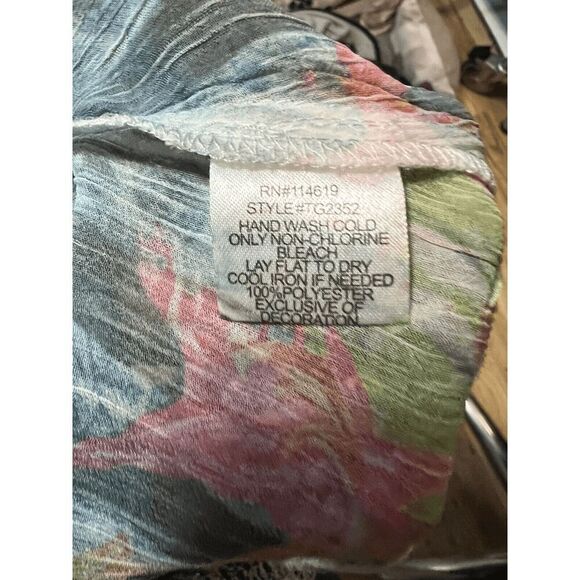 RN#114619
STYLE#TG2352
HAND WASH COLD
ONLY NON-CHLORINE
BLEACH
LAY FLAT TO DRY
COOL IRON IF NEEDED
100%POLYESTER
EXCLUSIVE OF
DECORATION